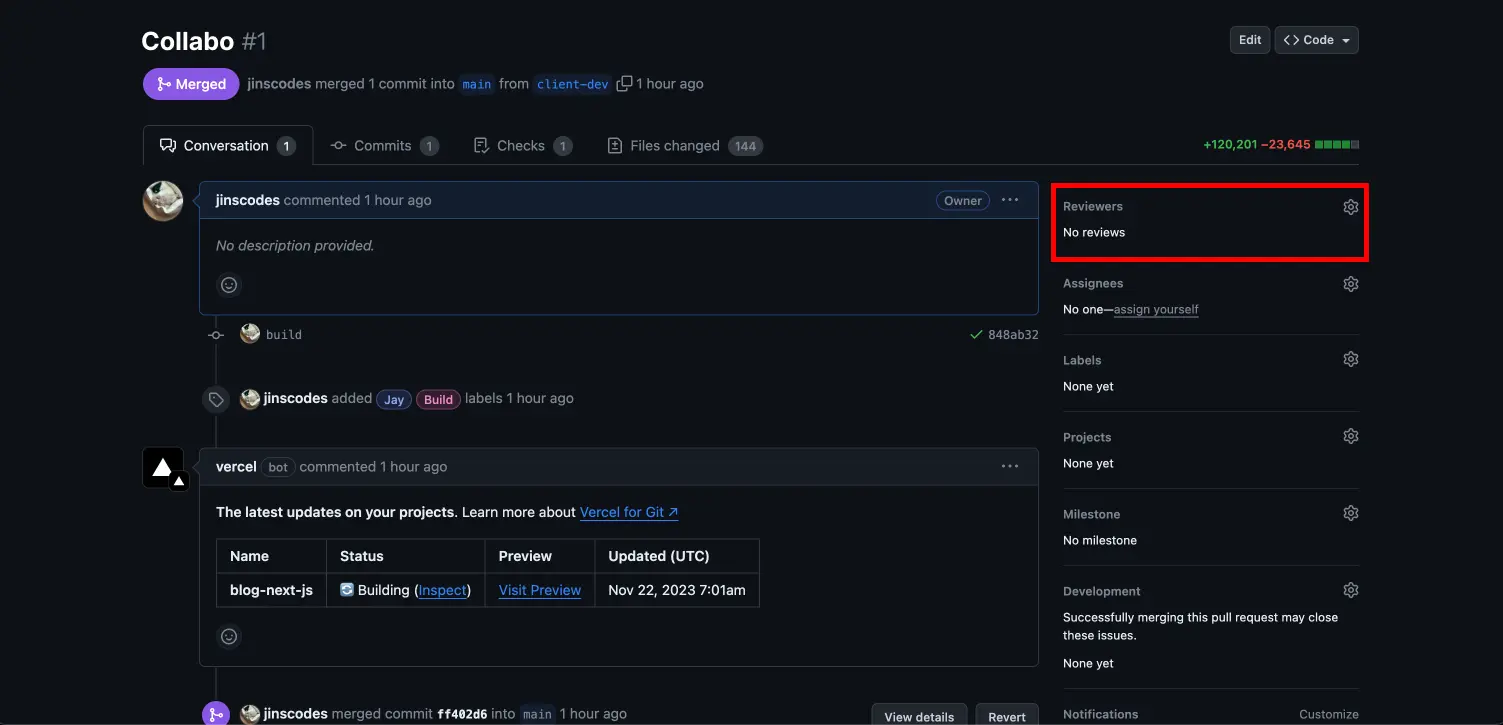 Collabo #1
Edit
Code
Merged
jinscodes merged 1 commit into main from client-dev 1 hour ago
Conversation 1
Commits 1
Checks 1
Files changed 144
+120,201 −23,645
jinscodes commented 1 hour ago
Owner
No description provided.
build
848ab32
jinscodes added Jay Build labels 1 hour ago
vercel bot commented 1 hour ago
The latest updates on your projects. Learn more about Vercel for Git ↗
Name Status Preview Updated (UTC)
blog-next-js Building (Inspect) Visit Preview Nov 22, 2023 7:01am
jinscodes merged commit ff402d6 into main 1 hour ago
View details
Revert
Reviewers
No reviews
Assignees
No one—assign yourself
Labels
None yet
Projects
None yet
Milestone
No milestone
Development
Successfully merging this pull request may close
these issues.
None yet
Notifications
Customize